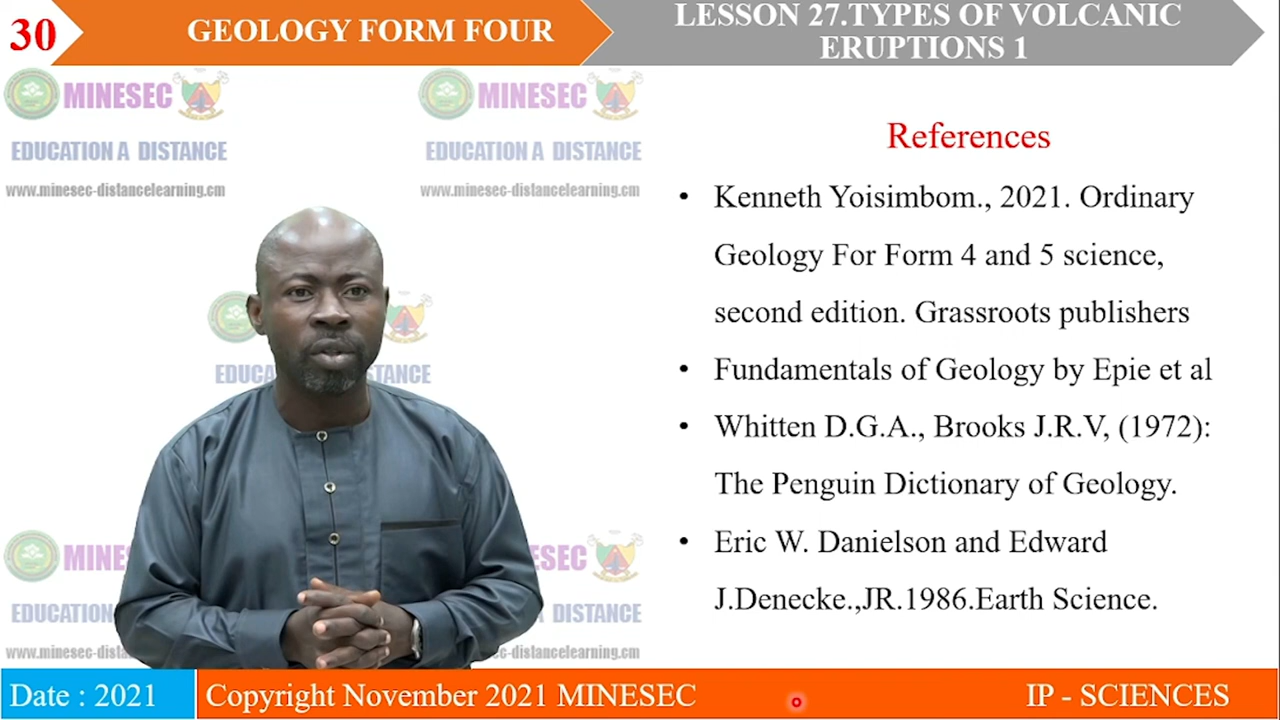 30
GEOLOGY FORM FOUR
LESSON 27.TYPES OF VOLCANIC
ERUPTIONS 1
MINESEC
EDUCATION A DISTANCE
www.minesec-distancelearning.cm
MINESEC
EDUCATION A DISTANCE
www.minesec-distancelearning.cm
References
• Kenneth Yoisimbom., 2021. Ordinary
Geology For Form 4 and 5 science,
second edition. Grassroots publishers
• Fundamentals of Geology by Epie et al
• Whitten D.G.A., Brooks J.R.V, (1972):
The Penguin Dictionary of Geology.
• Eric W. Danielson and Edward
J.Denecke.,JR.1986.Earth Science.
Date : 2021
Copyright November 2021 MINESEC
IP - SCIENCES